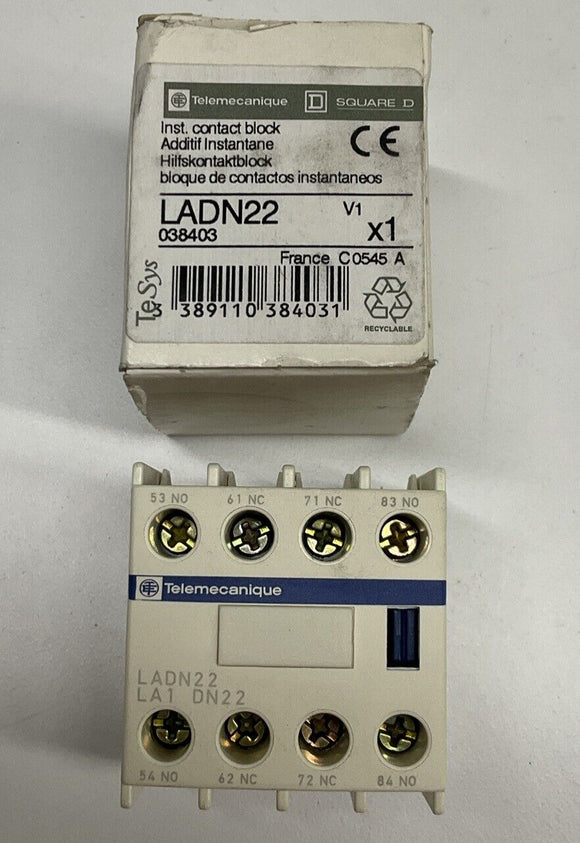 Telemecanique D SQUARE D
Inst. contact block
Additif Instantane
Hilfskontaktblock
bloque de contactos instantaneos
CE
LADN22 V1
038403 x1
France C0545 A
TeSys
3 389110 384031
RECYCLABLE
53 NO 61 NC 71 NC 83 NO
Telemecanique
LADN22
LA1 DN22
54 NO 62 NC 72 NC 84 NO